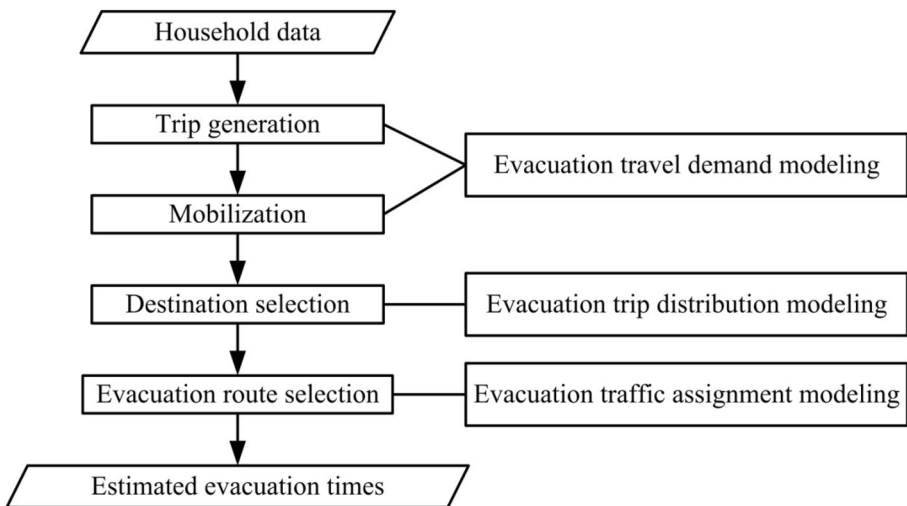 Household data
Trip generation
Evacuation travel demand modeling
Mobilization
Destination selection
Evacuation trip distribution modeling
Evacuation route selection
Evacuation traffic assignment modeling
Estimated evacuation times